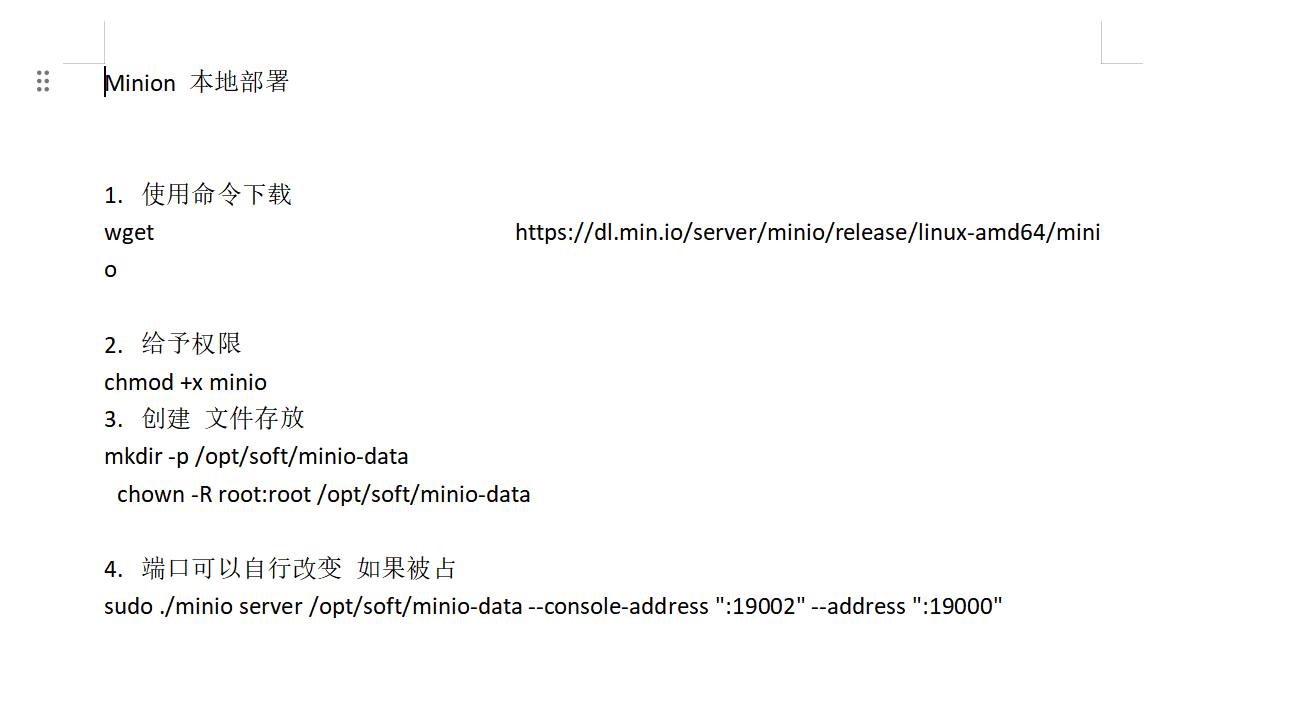 Minion 本地部署
1. 使用命令下载
wget https://dl.min.io/server/minio/release/linux-amd64/mini
o
2. 给予权限
chmod +x minio
3. 创建 文件存放
mkdir -p /opt/soft/minio-data
chown -R root:root /opt/soft/minio-data
4. 端口可以自行改变 如果被占
sudo ./minio server /opt/soft/minio-data --console-address ":19002" --address ":19000"